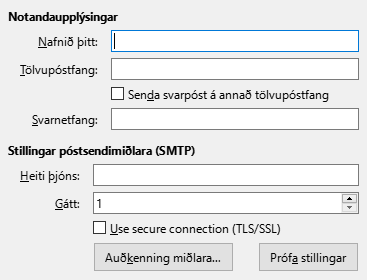 Notandaupplýsingar
Nafnið þitt:
Tölvupóstfang:
Senda svarpóst á annað tölvupóstfang
Svarnetfang:
Stillingar póstsendimiðlara (SMTP)
Heiti þjóns:
Gátt: 1
Use secure connection (TLS/SSL)
Auðkenning miðlara... Prófa stillingar